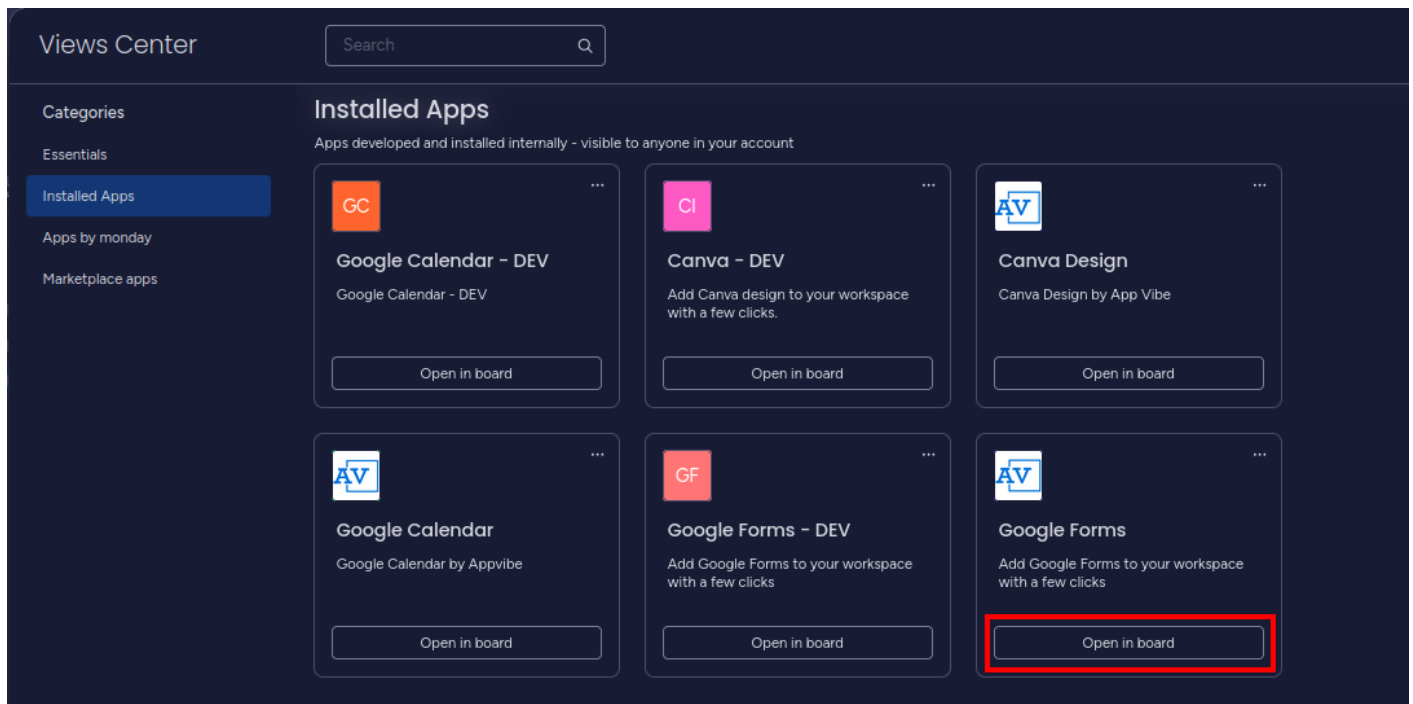 Views Center
Search
Categories
Essentials
Installed Apps
Apps by monday
Marketplace apps
Installed Apps
Apps developed and installed internally - visible to anyone in your account
GC
Google Calendar - DEV
Google Calendar - DEV
Open in board
CI
Canva - DEV
Add Canva design to your workspace
with a few clicks.
Open in board
AV
Canva Design
Canva Design by App Vibe
Open in board
AV
Google Calendar
Google Calendar by Appvibe
Open in board
GF
Google Forms - DEV
Add Google Forms to your workspace
with a few clicks
Open in board
AV
Google Forms
Add Google Forms to your workspace
with a few clicks
Open in board